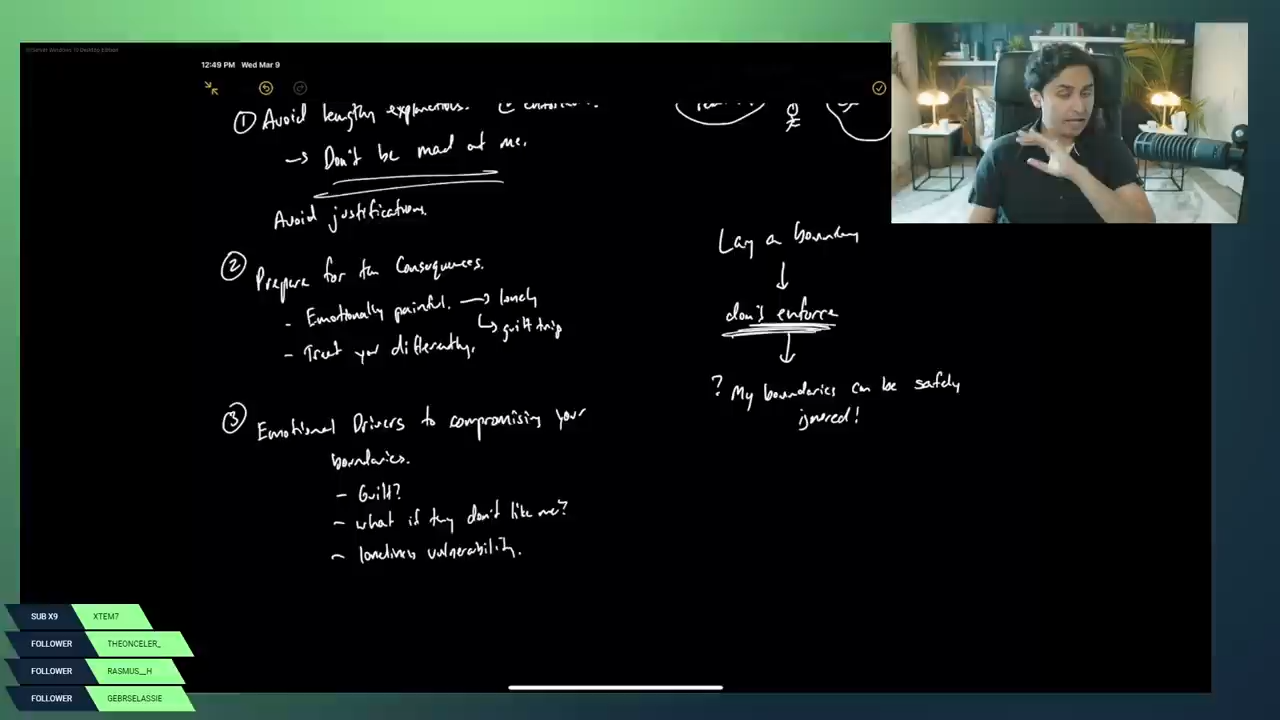 12:49 PM Wed Mar 9
① Avoid lengthy explanations.
→ Don't be mad at me.
Avoid justifications.
② Prepare for the Consequences.
- Emotionally painful. → lonely
↳ guilt trip
- Treat you differently.
③ Emotional Drivers to compromising your
boundaries.
- Guilt?
- what if they don't like me?
- loneliness vulnerability.
Lay a boundary
↓
don't enforce
↓
? My boundaries can be safely
ignored!
SUB X9 XTEM7
FOLLOWER THEONCELER_
FOLLOWER RASMUS__H
FOLLOWER GEBRSELASSIE